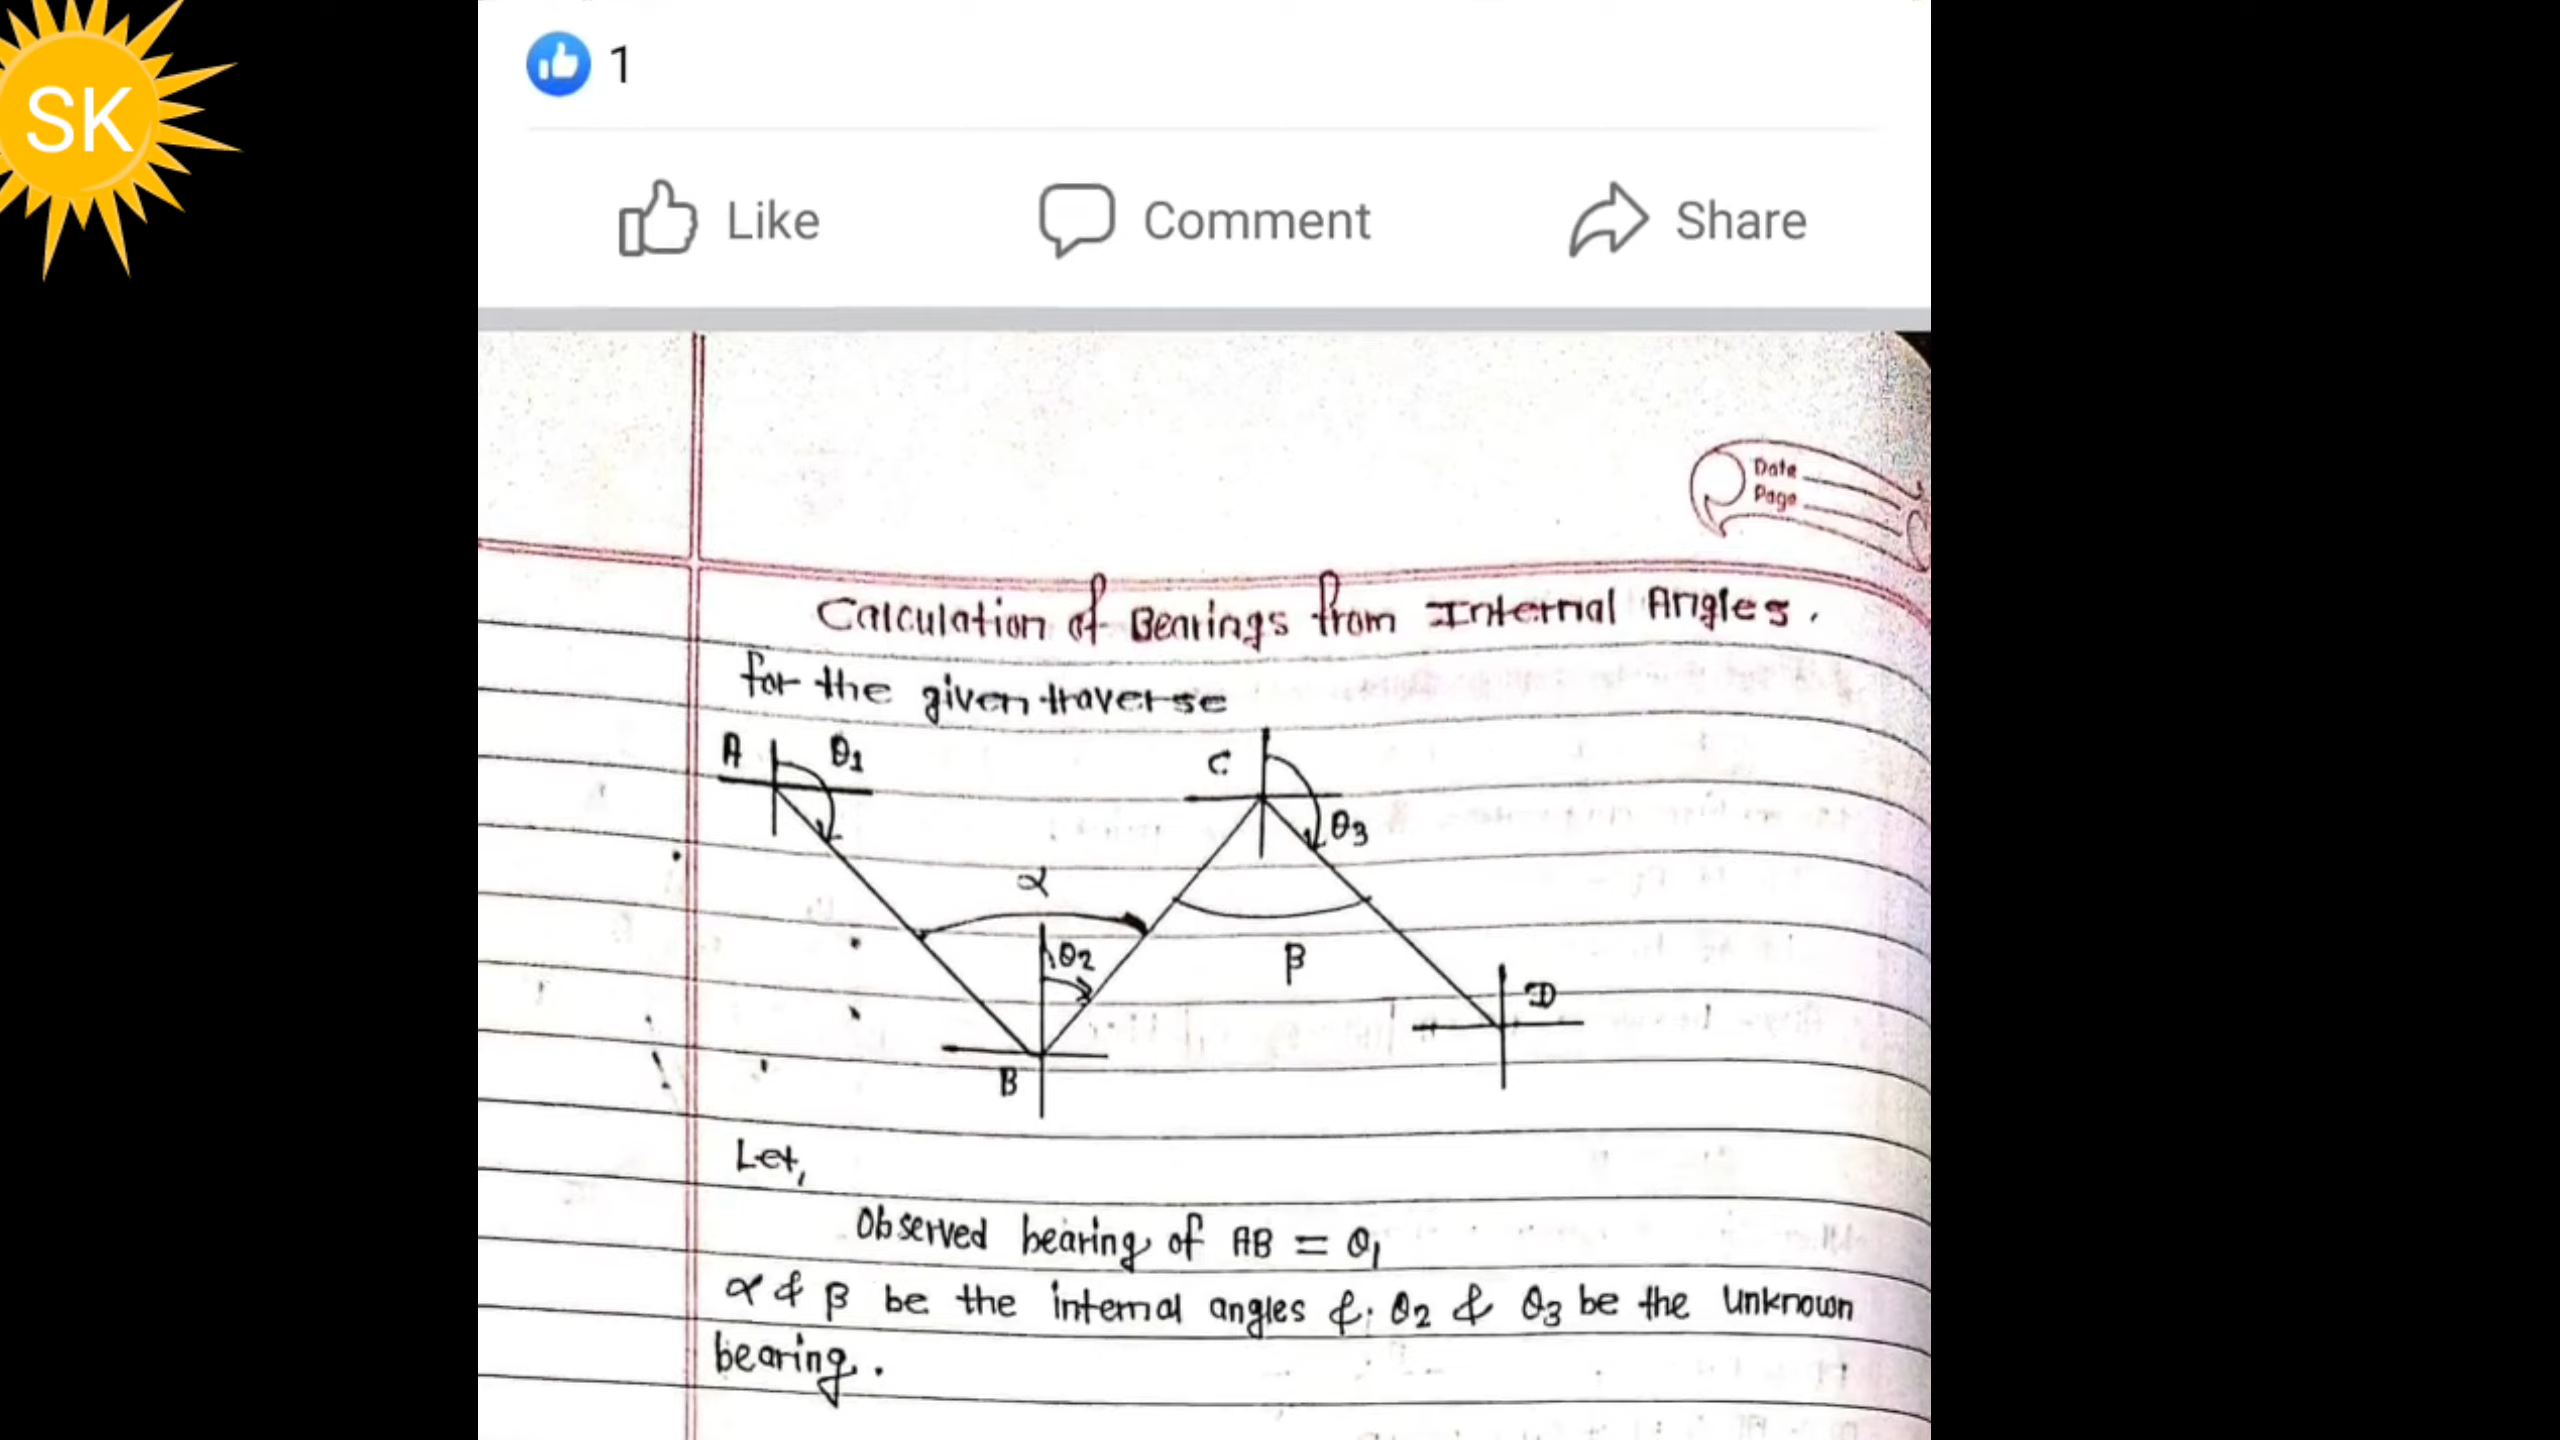 SK
1
Like Comment Share
Date
Page
Calculation of Bearings from Internal Angles.
for the given traverse
A θ1 C
θ3
α
θ2 β
D
B
Let,
Observed bearing of AB = θ1
α & β be the internal angles &. θ2 & θ3 be the unknown
bearing.